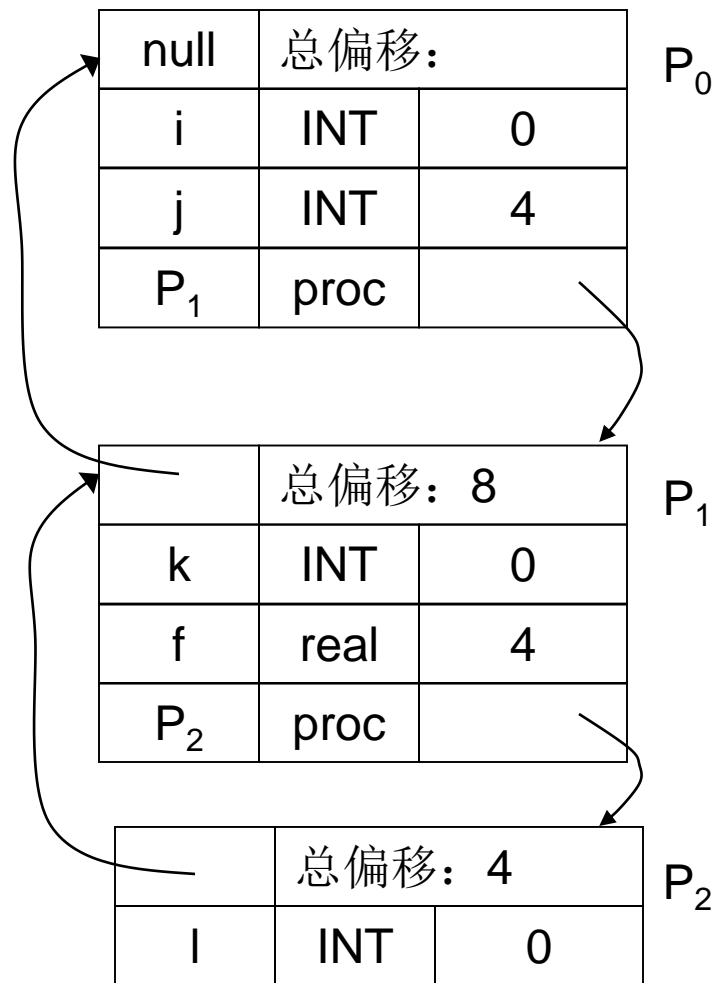 null 总偏移： P₀
i INT 0
j INT 4
P₁ proc
总偏移：8 P₁
k INT 0
f real 4
P₂ proc
总偏移：4 P₂
l INT 0